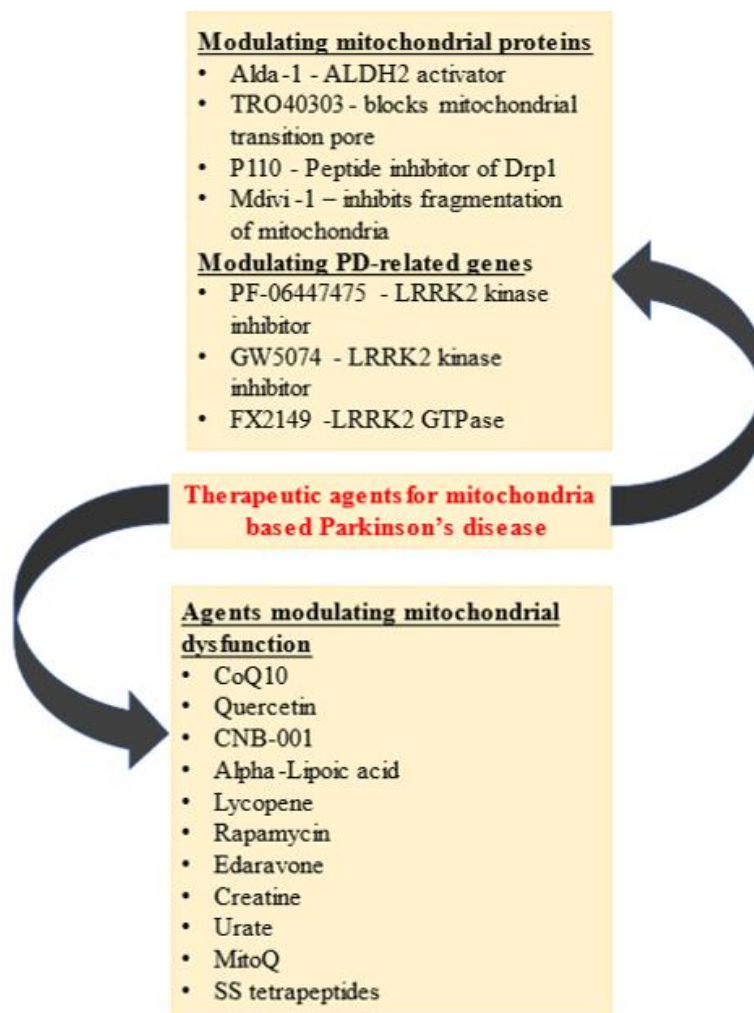 Modulating mitochondrial proteins
• Alda-1 - ALDH2 activator
• TRO40303 - blocks mitochondrial
transition pore
• P110 - Peptide inhibitor of Drp1
• Mdivi-1 – inhibits fragmentation
of mitochondria
Modulating PD-related genes
• PF-06447475 - LRRK2 kinase
inhibitor
• GW5074 - LRRK2 kinase
inhibitor
• FX2149 -LRRK2 GTPase
Therapeutic agents for mitochondria
based Parkinson’s disease
Agents modulating mitochondrial
dysfunction
• CoQ10
• Quercetin
• CNB-001
• Alpha-Lipoic acid
• Lycopene
• Rapamycin
• Edaravone
• Creatine
• Urate
• MitoQ
• SS tetrapeptides